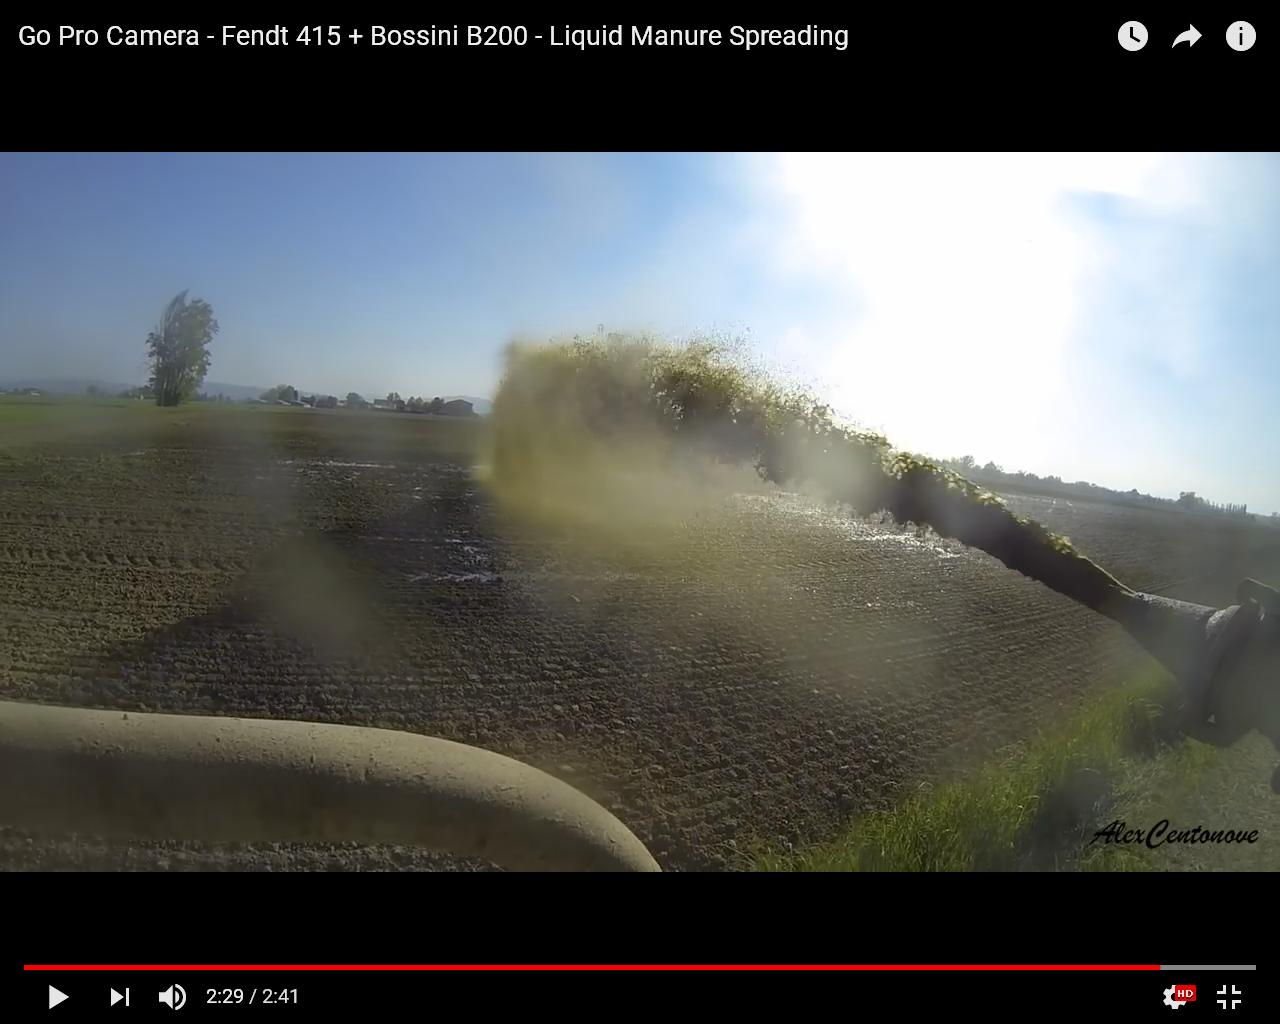 Go Pro Camera - Fendt 415 + Bossini B200 - Liquid Manure Spreading
AlexCentonove
2:29 / 2:41
HD